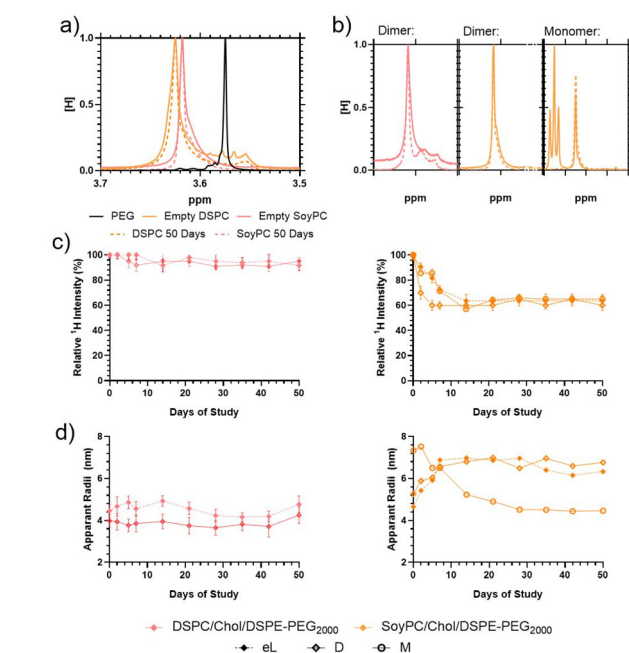 a)
b)
Dimer:
Dimer:
Monomer:
1.0
0.5
0.0
[H]
3.7
3.6
3.5
ppm
1.0
0.5
0.0
[H]
ppm
ppm
ppm
PEG
Empty DSPC
Empty SoyPC
DSPC 50 Days
SoyPC 50 Days
c)
100
80
60
40
20
0
Relative ¹H Intensity (%)
0
10
20
30
40
50
Days of Study
100
80
60
40
20
0
Relative ¹H Intensity (%)
0
10
20
30
40
50
Days of Study
d)
8
6
4
2
Apparant Radii (nm)
0
10
20
30
40
50
Days of Study
8
6
4
2
Apparant Radii (nm)
0
10
20
30
40
50
Days of Study
DSPC/Chol/DSPE-PEG₂₀₀₀
SoyPC/Chol/DSPE-PEG₂₀₀₀
eL
D
M